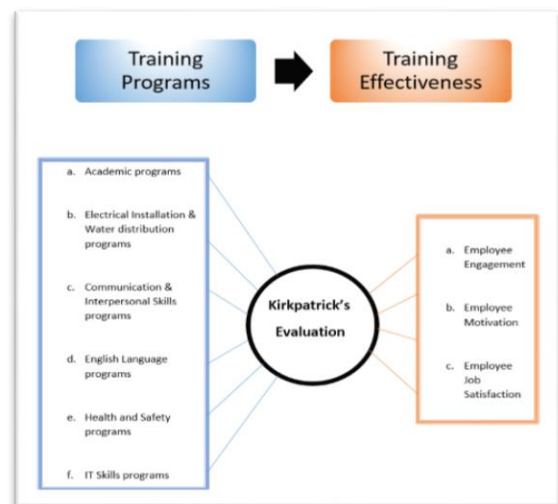 Training
Programs
Training
Effectiveness
a. Academic programs
b. Electrical Installation &
Water distribution
programs
c. Communication &
Interpersonal Skills
programs
d. English Language
programs
e. Health and Safety
programs
f. IT Skills programs
Kirkpatrick's
Evaluation
a. Employee
Engagement
b. Employee
Motivation
c. Employee
Job
Satisfaction